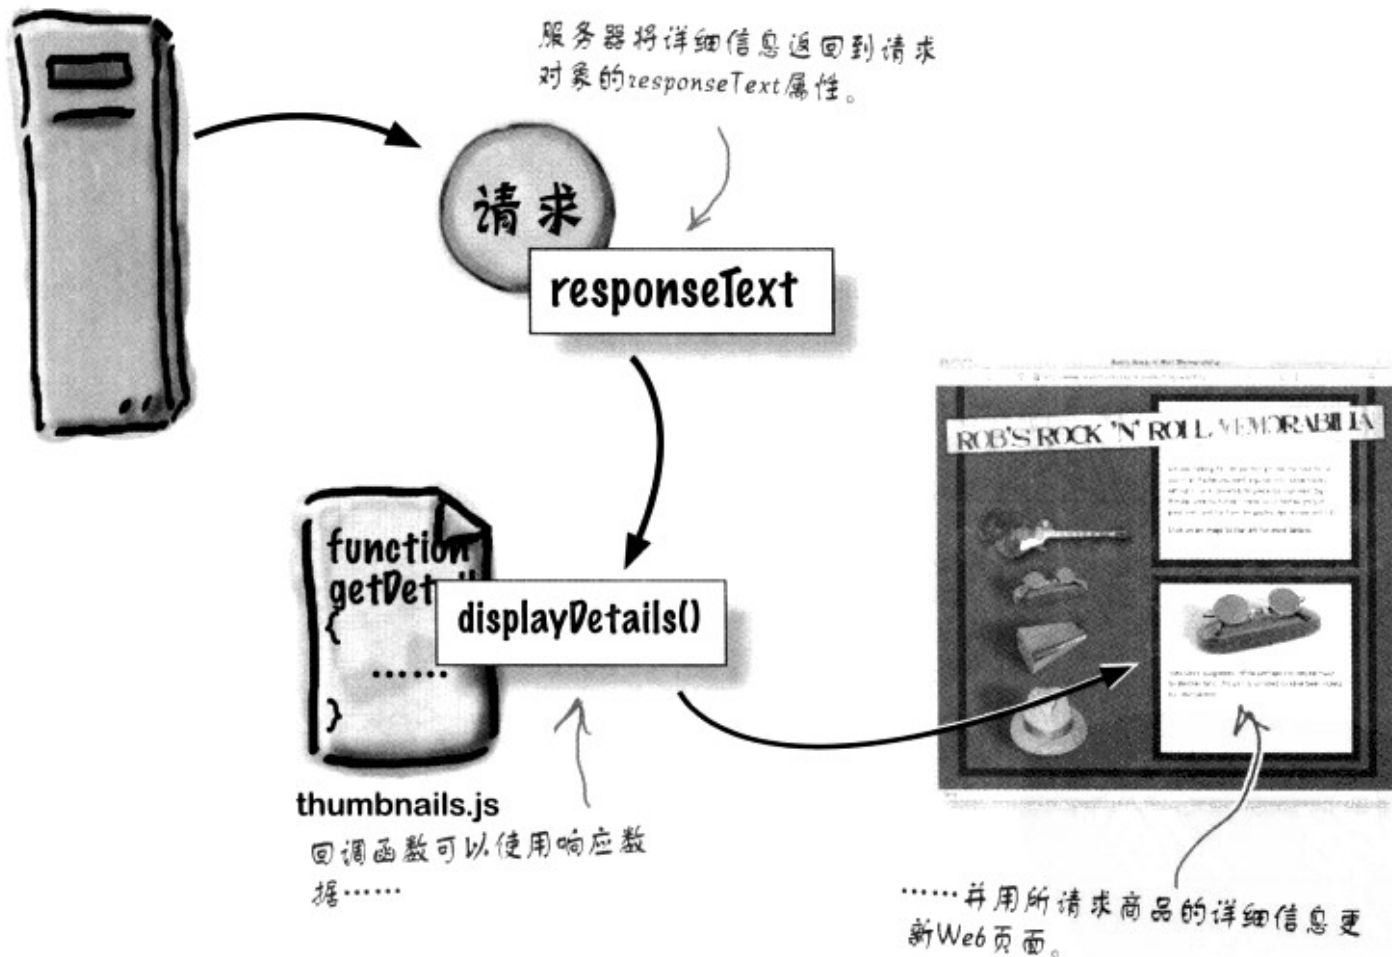 服务器将详细信息返回到请求
对象的responseText属性。
请求
responseText
ROB'S ROCK 'N' ROLL MEMORABILIA
function
getDetail
{
……
}
displayDetails()
thumbnails.js
回调函数可以使用响应数
据……
……并用所请求商品的详细信息更
新Web页面。